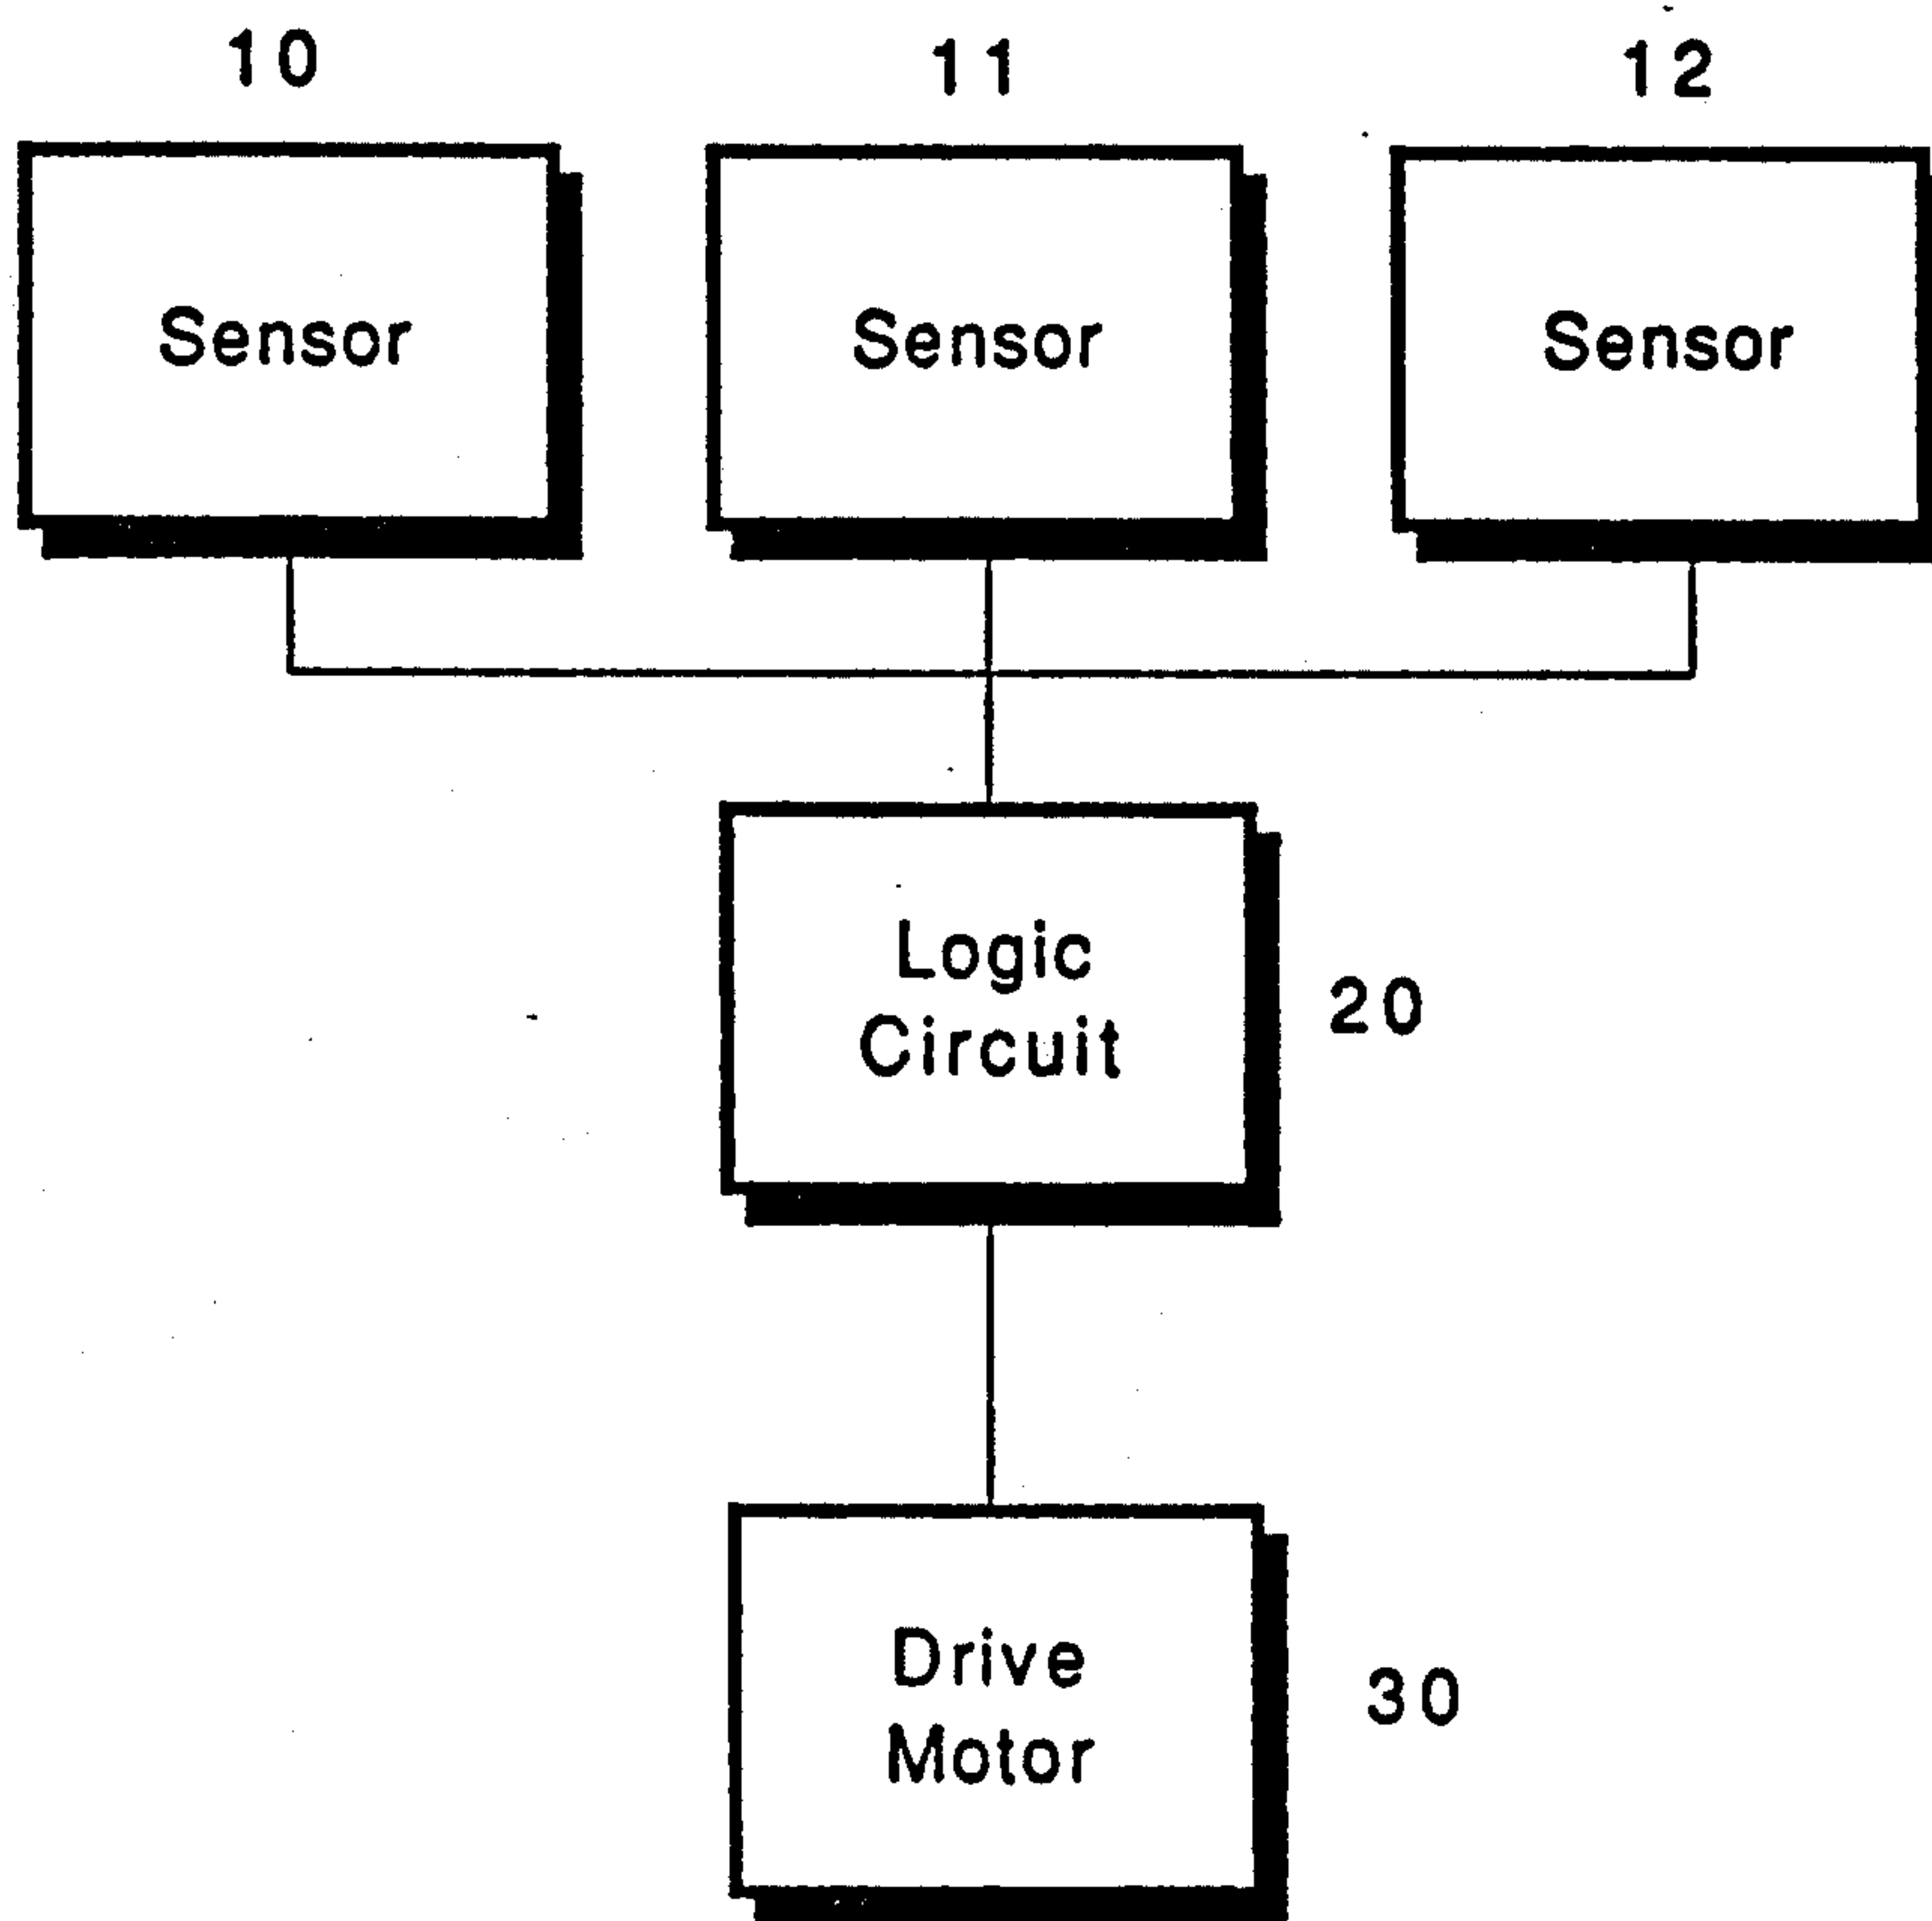 10 11 12
Sensor Sensor Sensor
Logic
Circuit
20
Drive
Motor
30